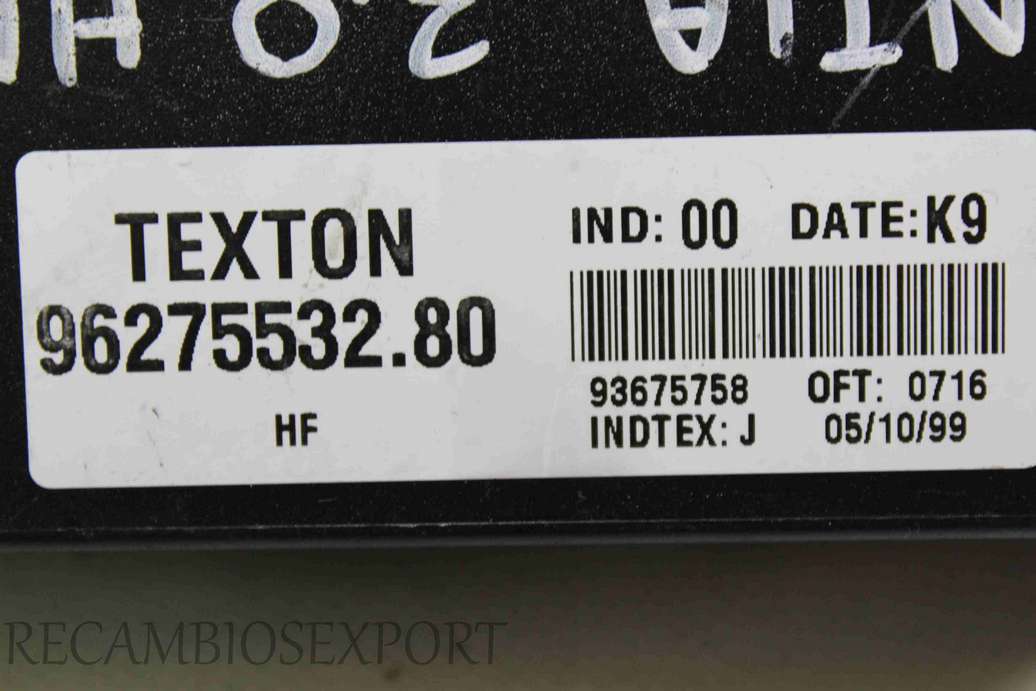 TEXTON
96275532.80
HF
IND: 00 DATE: K9
93675758 OFT: 0716
INDTEX: J 05/10/99
RECAMBIOSEXPORT